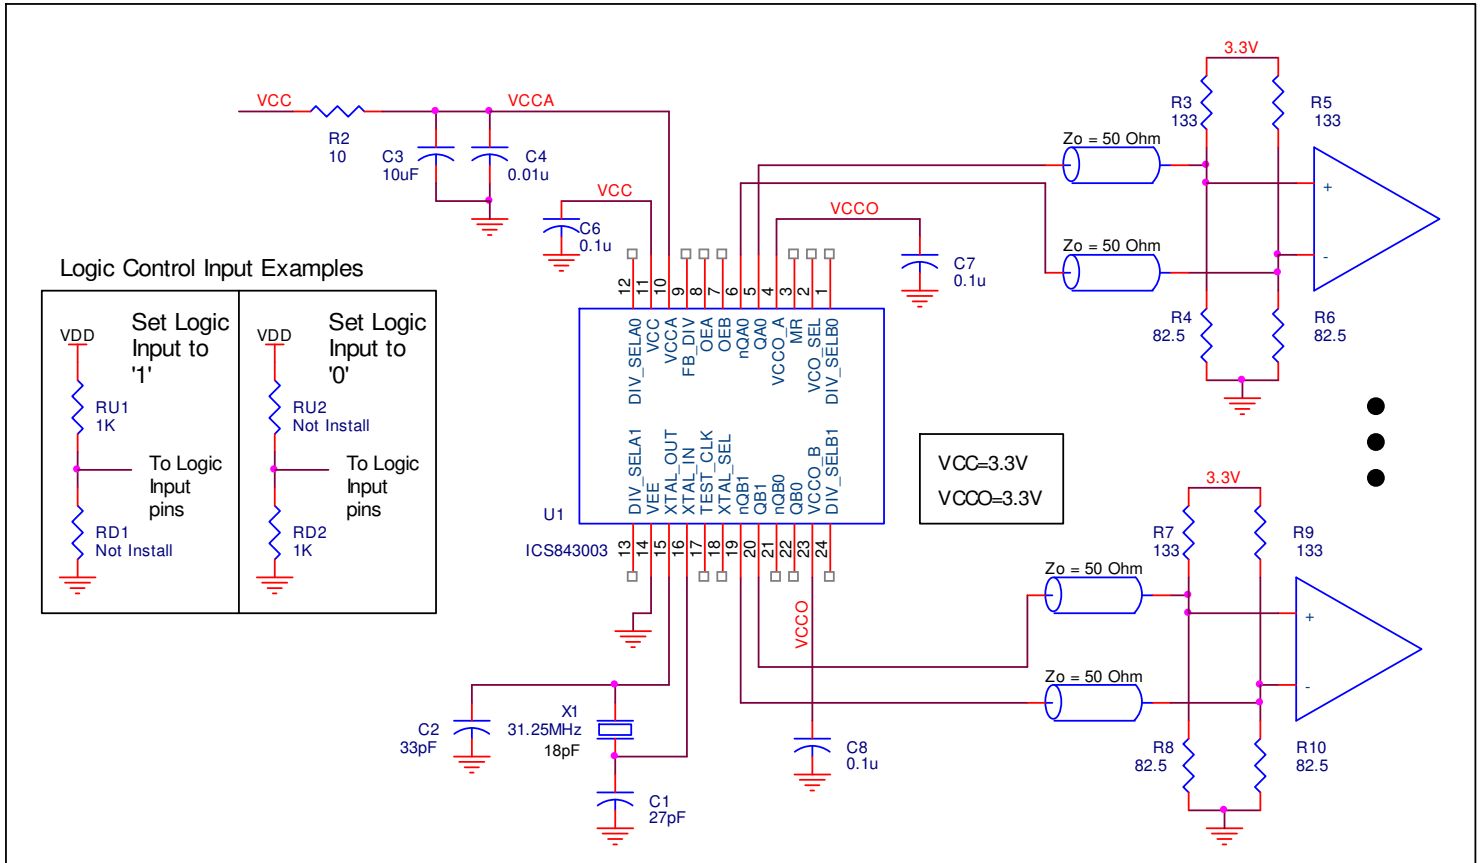 3.3V
R3
133
R5
133
VCC
VCCA
R2
10
C3
10uF
C4
0.01u
Zo = 50 Ohm
+
VCC
VCCO
C6
0.1u
Zo = 50 Ohm
-
C7
0.1u
Logic Control Input Examples
12
11
10
9
8
7
6
5
4
3
2
1
R4
82.5
R6
82.5
VDD
Set Logic
Input to
'1'
VDD
Set Logic
Input to
'0'
DIV_SELA0
VCC
VCCA
FB_DIV
OEA
OEB
nQA0
QA0
VCCO_A
MR
VCO_SEL
DIV_SELB0
RU1
1K
RU2
Not Install
To Logic
Input
pins
To Logic
Input
pins
DIV_SELA1
VEE
XTAL_OUT
XTAL_IN
TEST_CLK
XTAL_SEL
nQB1
QB1
nQB0
QB0
VCCO_B
DIV_SELB1
VCC=3.3V
VCCO=3.3V
3.3V
RD1
Not Install
RD2
1K
U1
ICS843003
13
14
15
16
17
18
19
20
21
22
23
24
R7
133
R9
133
Zo = 50 Ohm
+
VCCO
Zo = 50 Ohm
-
C2
33pF
X1
31.25MHz
18pF
C8
0.1u
R8
82.5
R10
82.5
C1
27pF